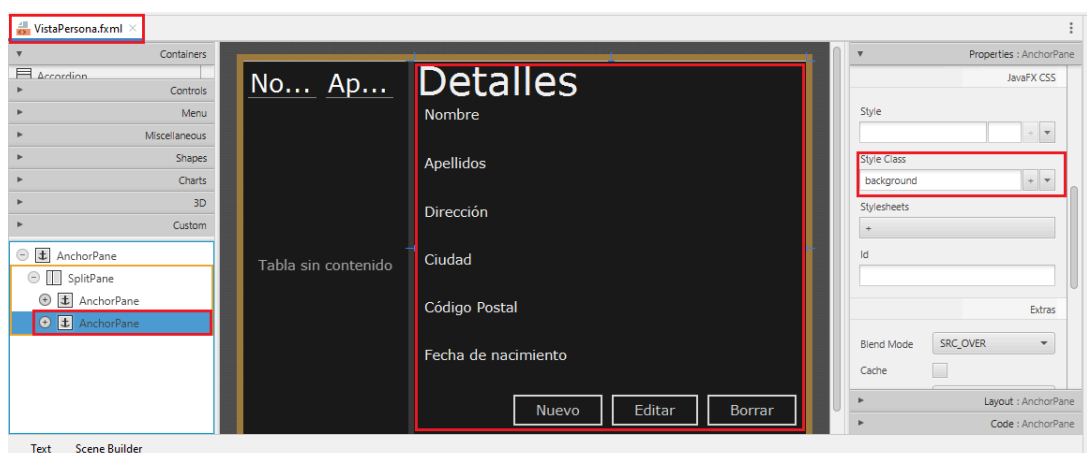 VistaPersona.fxml
Containers
Accordion
Controls
Menu
Miscellaneous
Shapes
Charts
3D
Custom
AnchorPane
SplitPane
AnchorPane
AnchorPane
No... Ap...
Tabla sin contenido
Detalles
Nombre
Apellidos
Dirección
Ciudad
Código Postal
Fecha de nacimiento
Nuevo Editar Borrar
Properties : AnchorPane
JavaFX CSS
Style
Style Class
background
Stylesheets
+
Id
Extras
Blend Mode SRC_OVER
Cache
Layout : AnchorPane
Code : AnchorPane
Text Scene Builder